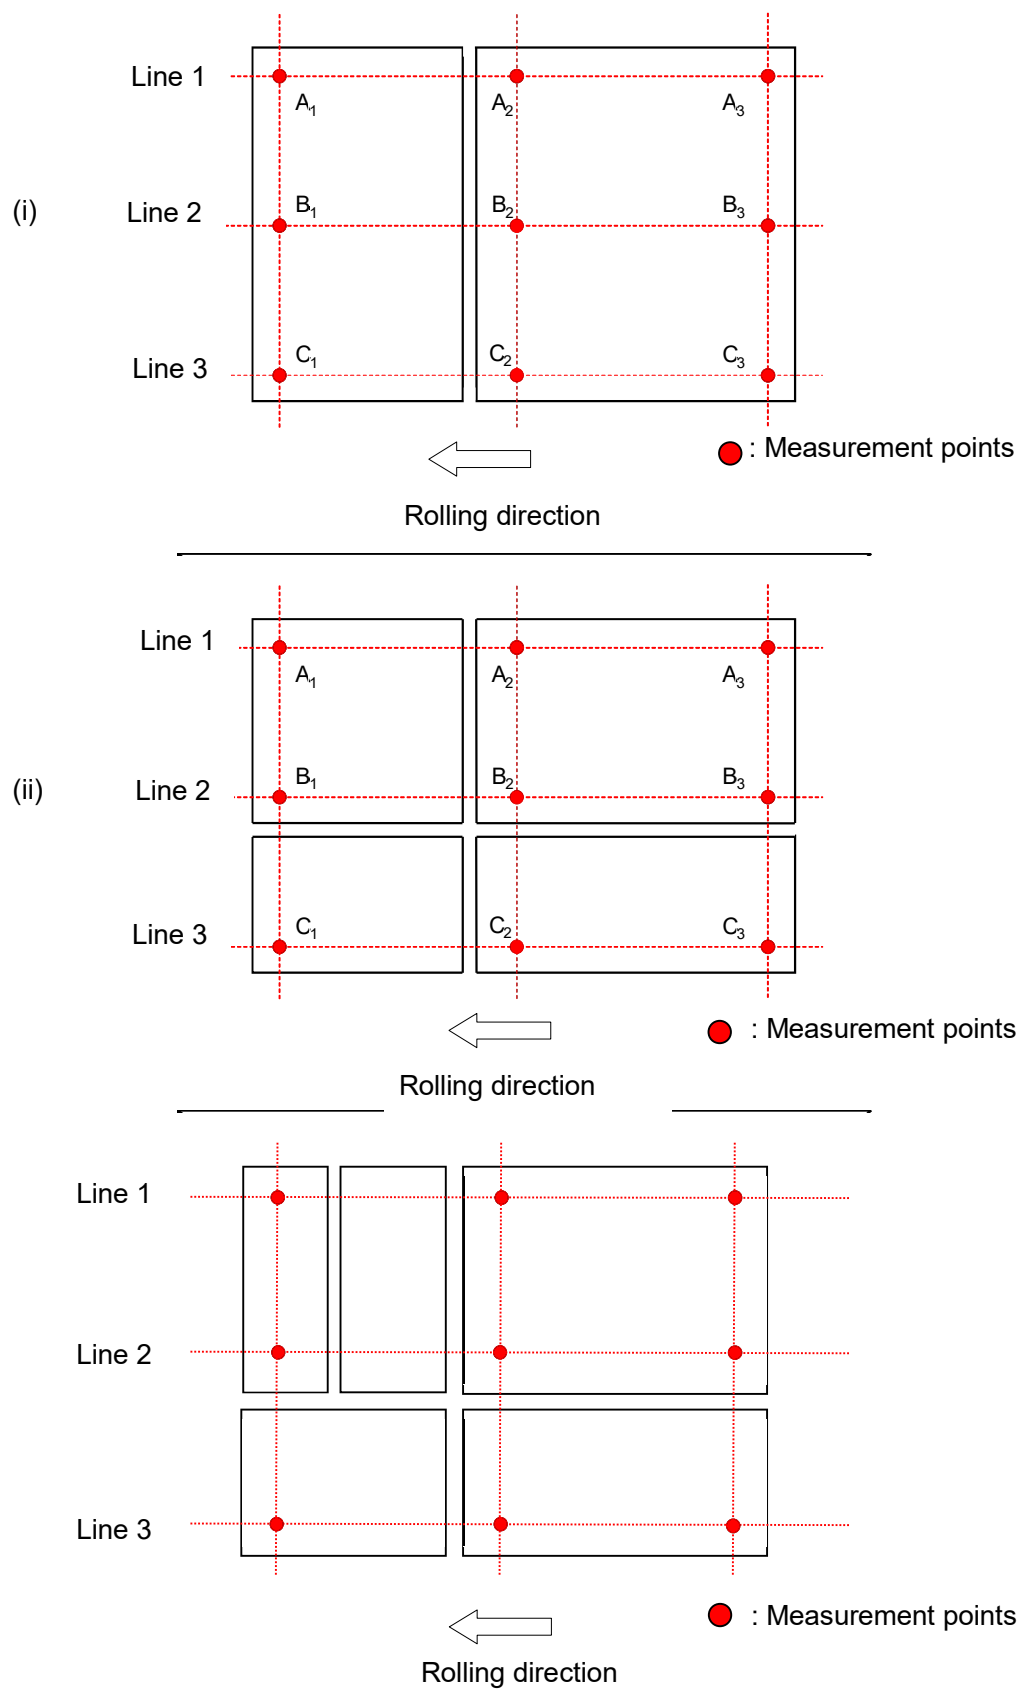 Line 1
A1 A2 A3
(i)
Line 2
B1 B2 B3
Line 3
C1 C2 C3
: Measurement points
Rolling direction
Line 1
A1 A2 A3
(ii)
Line 2
B1 B2 B3
Line 3
C1 C2 C3
: Measurement points
Rolling direction
Line 1
Line 2
Line 3
: Measurement points
Rolling direction